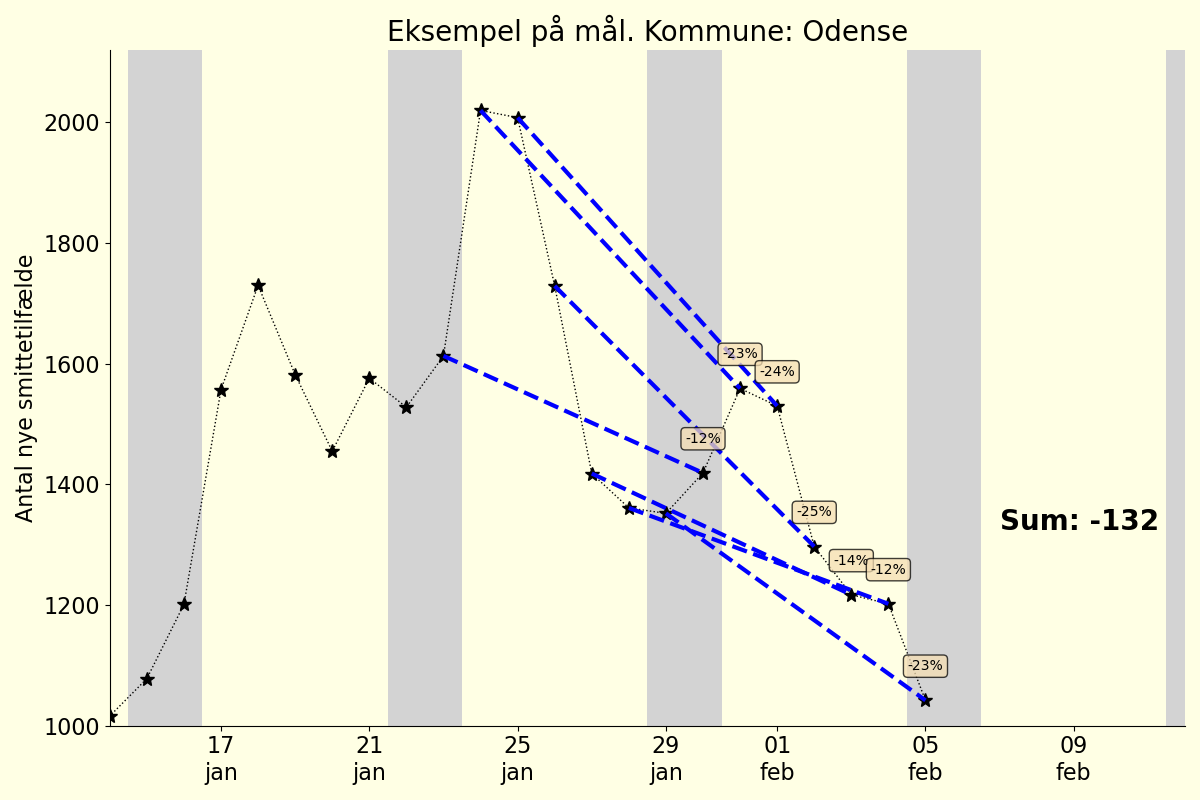 Eksempel på mål. Kommune: Odense
Antal nye smittetilfælde
2000
1800
1600
1400
1200
1000
-23%
-24%
-12%
-25%
-14%
-12%
-23%
Sum: -132
17 jan
21 jan
25 jan
29 jan
01 feb
05 feb
09 feb